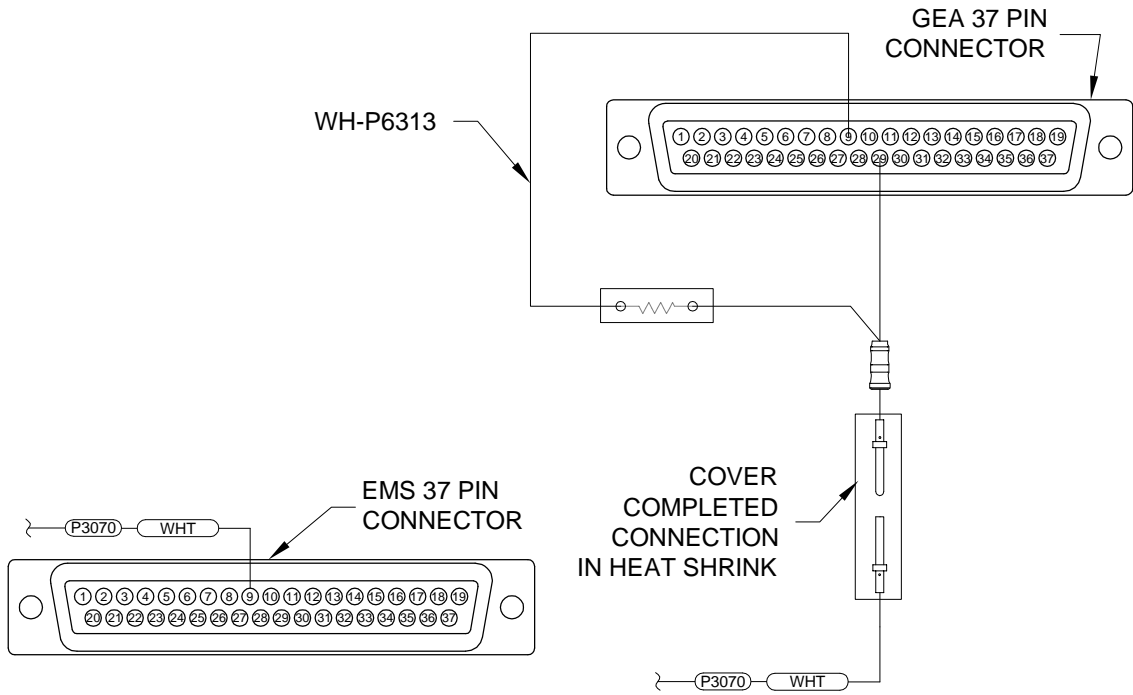 GEA 37 PIN
CONNECTOR
WH-P6313
1 2 3 4 5 6 7 8 9 10 11 12 13 14 15 16 17 18 19
20 21 22 23 24 25 26 27 28 29 30 31 32 33 34 35 36 37
COVER
COMPLETED
CONNECTION
IN HEAT SHRINK
EMS 37 PIN
CONNECTOR
P3070 WHT
1 2 3 4 5 6 7 8 9 10 11 12 13 14 15 16 17 18 19
20 21 22 23 24 25 26 27 28 29 30 31 32 33 34 35 36 37
P3070 WHT